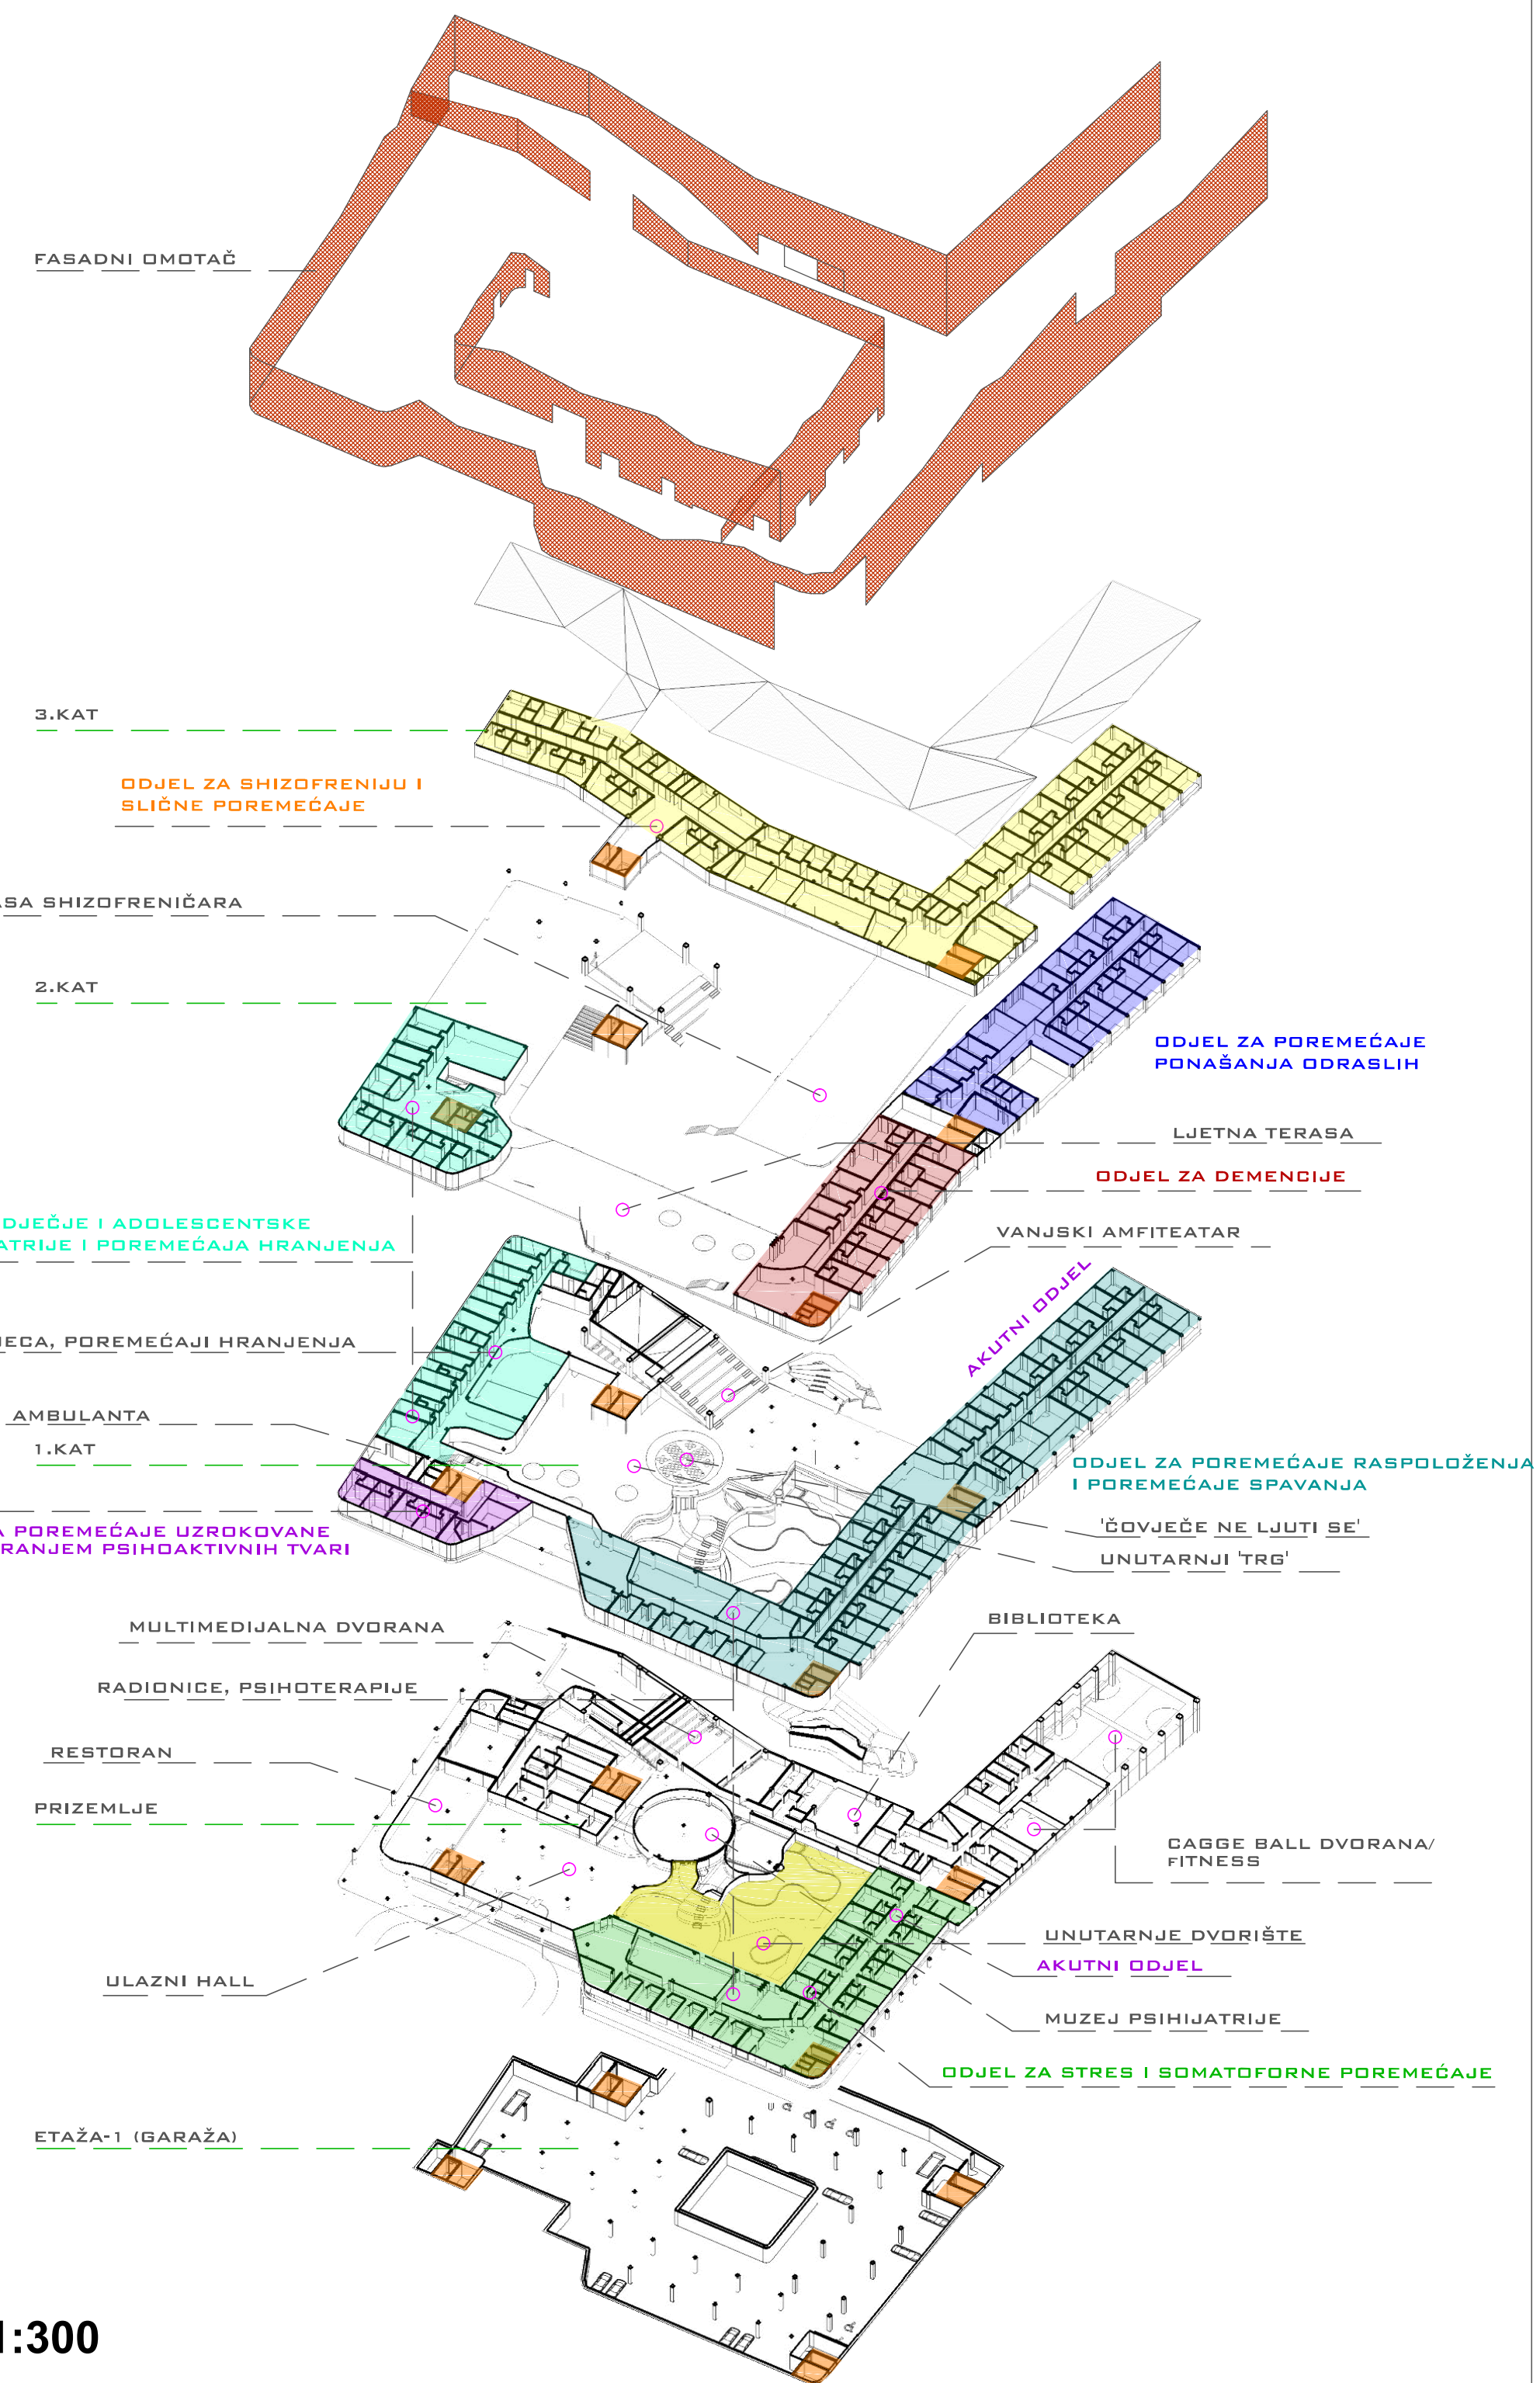 FASADNI OMOTAČ
3.KAT
ODJEL ZA SHIZOFRENIJU I
SLIČNE POREMEĆAJE
ASA SHIZOFRENIČARA
2.KAT
ODJEL ZA POREMEĆAJE
PONAŠANJA ODRASLIH
LJETNA TERASA
ODJEL ZA DEMENCIJE
DJEČJE I ADOLESCENTSKE
ATRIJE I POREMEĆAJA HRANJENJA
VANJSKI AMFITEATAR
AKUTNI ODJEL
JECA, POREMEĆAJI HRANJENJA
AMBULANTA
1.KAT
ODJEL ZA POREMEĆAJE RASPOLOŽENJA
I POREMEĆAJE SPAVANJA
'ČOVJEČE NE LJUTI SE'
A POREMEĆAJE UZROKOVANE
RANJEM PSIHOAKTIVNIH TVARI
UNUTARNJI 'TRG'
MULTIMEDIJALNA DVORANA
BIBLIOTEKA
RADIONICE, PSIHOTERAPIJE
RESTORAN
PRIZEMLJE
CAGGE BALL DVORANA/
FITNESS
UNUTARNJE DVORIŠTE
AKUTNI ODJEL
ULAZNI HALL
MUZEJ PSIHIJATRIJE
ODJEL ZA STRES I SOMATOFORNE POREMEĆAJE
ETAŽA-1 (GARAŽA)
1:300